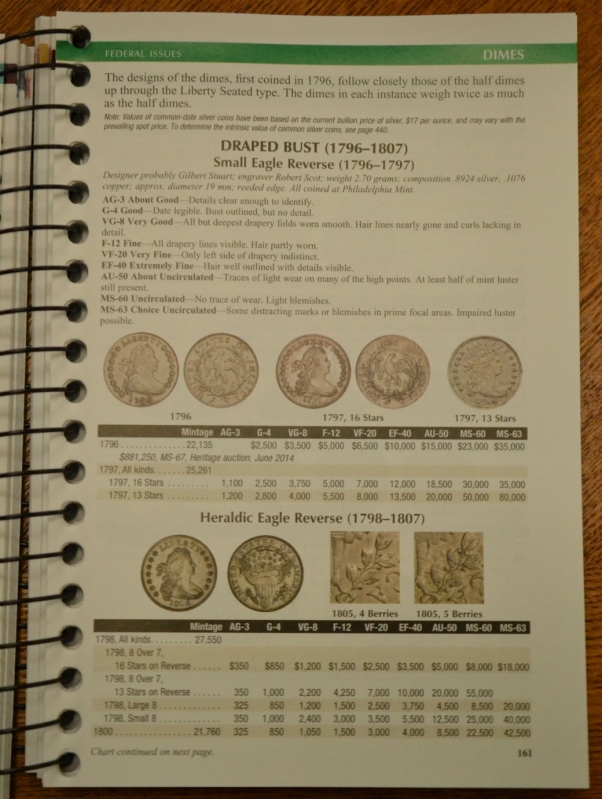 FEDERAL ISSUES
DIMES
The designs of the dimes, first coined in 1796, follow closely those of the half dimes
up through the Liberty Seated type. The dimes in each instance weigh twice as much
as the half dimes.
Note: Values of common-date silver coins have been based on the current bullion price of silver, $17 per ounce, and may vary with the
prevailing spot price. To determine the intrinsic value of common silver coins, see page 440.
DRAPED BUST (1796–1807)
Small Eagle Reverse (1796–1797)
Designer probably Gilbert Stuart; engraver Robert Scot; weight 2.70 grams; composition .8924 silver, .1076
copper; approx. diameter 19 mm; reeded edge. All coined at Philadelphia Mint.
AG-3 About Good—Details clear enough to identify.
G-4 Good—Date legible. Bust outlined, but no detail.
VG-8 Very Good—All but deepest drapery folds worn smooth. Hair lines nearly gone and curls lacking in
detail.
F-12 Fine—All drapery lines visible. Hair partly worn.
VF-20 Very Fine—Only left side of drapery indistinct.
EF-40 Extremely Fine—Hair well outlined with details visible.
AU-50 About Uncirculated—Traces of light wear on many of the high points. At least half of mint luster
still present.
MS-60 Uncirculated—No trace of wear. Light blemishes.
MS-63 Choice Uncirculated—Some distracting marks or blemishes in prime focal areas. Impaired luster
possible.
1796 1797, 16 Stars 1797, 13 Stars
Mintage AG-3 G-4 VG-8 F-12 VF-20 EF-40 AU-50 MS-60 MS-63
1796 . . . . . . . . . . . . . . 22,135 $2,500 $3,500 $5,000 $6,500 $10,000 $15,000 $23,000 $35,000
$881,250, MS-67, Heritage auction, June 2014
1797, All kinds. . . . . . . 25,261
1797, 16 Stars . . . . . . . . . 1,100 2,500 3,750 5,000 7,000 12,000 18,500 30,000 35,000
1797, 13 Stars . . . . . . . . . 1,200 2,800 4,000 5,500 8,000 13,500 20,000 50,000 80,000
Heraldic Eagle Reverse (1798–1807)
1805, 4 Berries 1805, 5 Berries
Mintage AG-3 G-4 VG-8 F-12 VF-20 EF-40 AU-50 MS-60 MS-63
1798, All kinds. . . . . . . . . 27,550
1798, 8 Over 7,
16 Stars on Reverse . . . . . . $350 $850 $1,200 $1,500 $2,500 $3,500 $5,000 $8,000 $18,000
1798, 8 Over 7,
13 Stars on Reverse . . . . . . 350 1,000 2,200 4,250 7,000 10,000 20,000 55,000
1798, Large 8 . . . . . . . . . . . . . 325 850 1,200 1,500 2,500 3,750 4,500 8,500 20,000
1798, Small 8 . . . . . . . . . . . . . 350 1,000 2,400 3,000 3,500 5,500 12,500 25,000 40,000
1800 . . . . . . . . . . . . . . . . 21,760 325 850 1,050 1,500 3,000 4,000 8,500 22,500 42,500
Chart continued on next page.
161